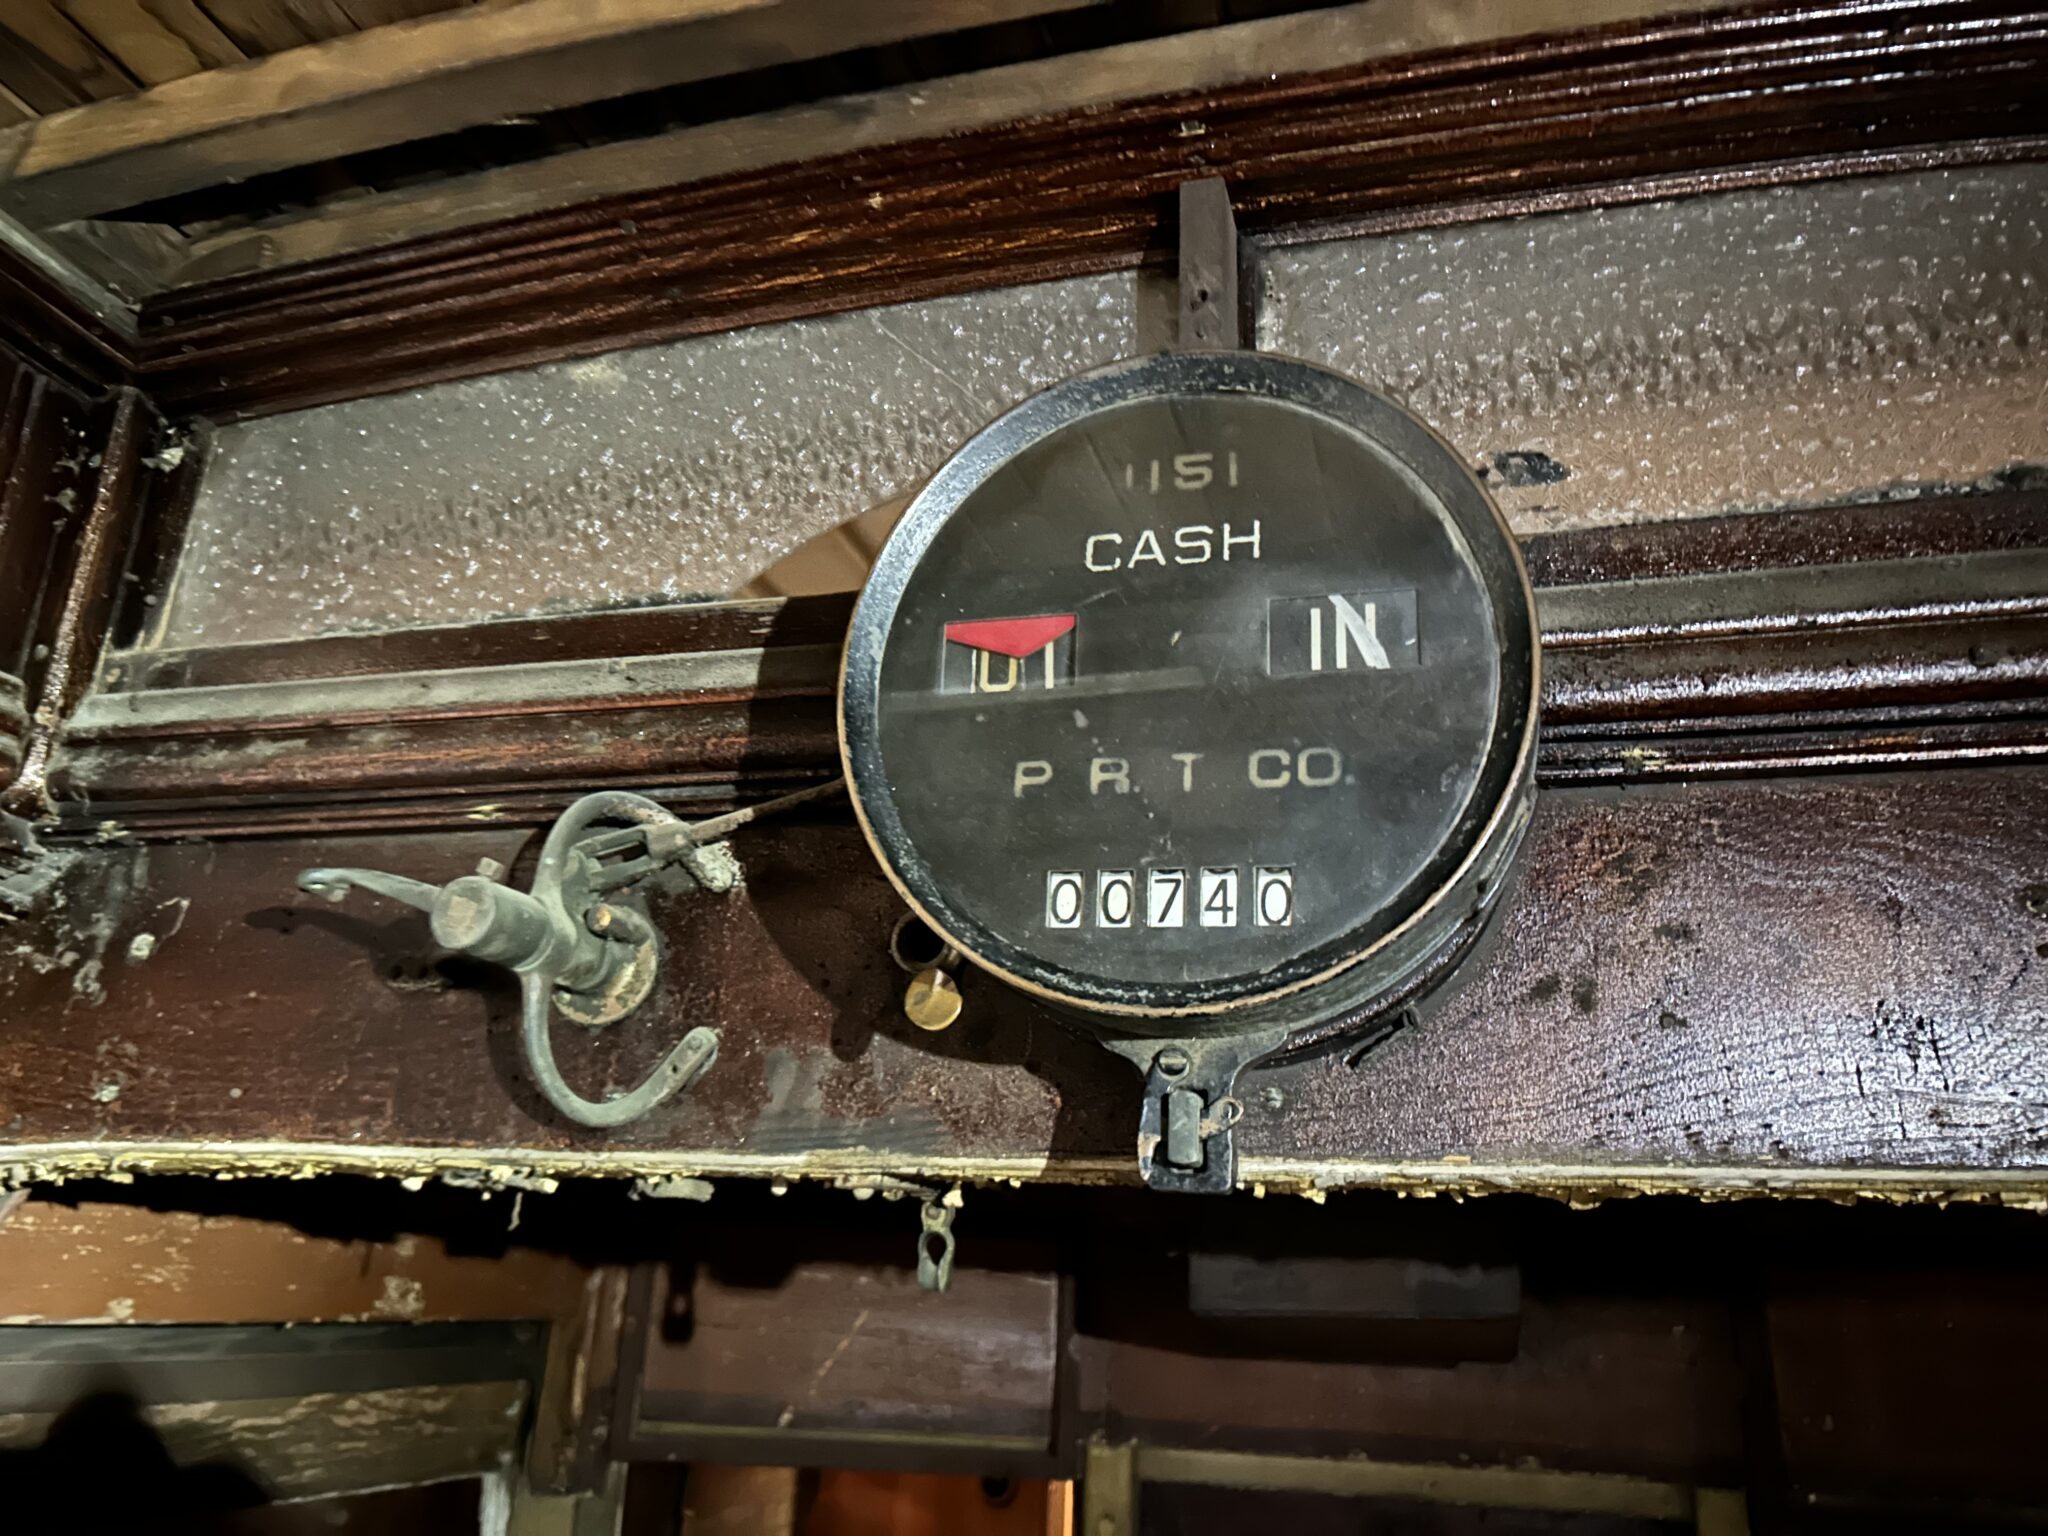 1151
CASH
IN
P. R. T. CO.
00740